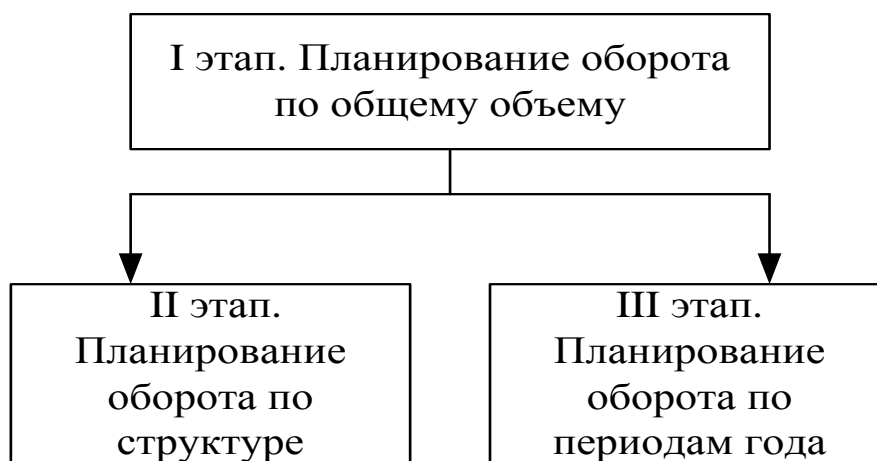 I этап. Планирование оборота
по общему объему
II этап.
Планирование
оборота по
структуре
III этап.
Планирование
оборота по
периодам года